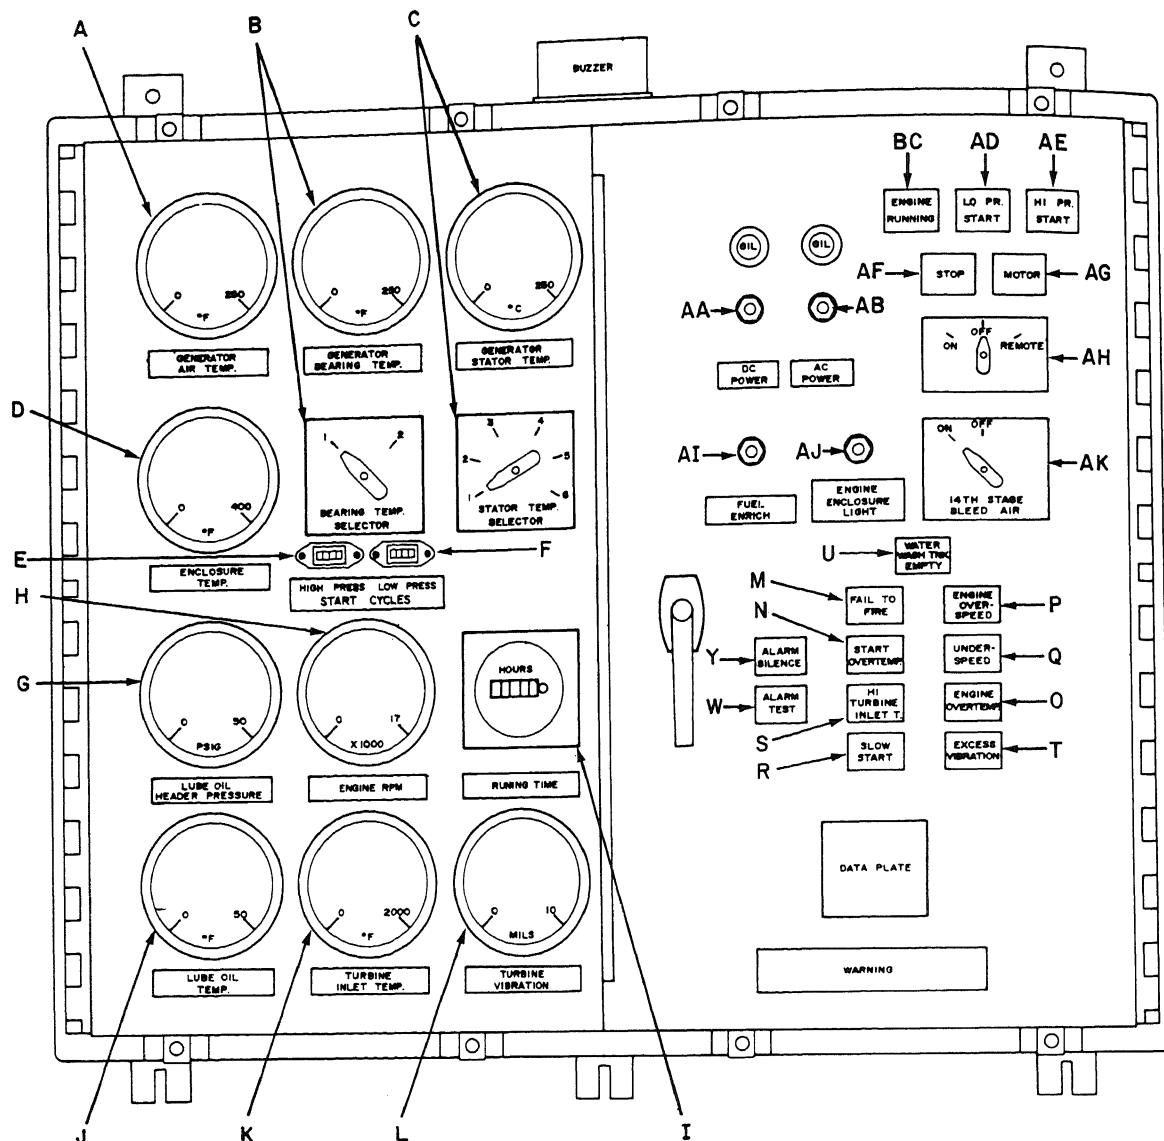 A
B
C
BUZZER
BC AD AE
ENGINE
RUNNING
LO PR.
START
HI PR.
START
0 250
°F
GENERATOR
AIR TEMP.
0 250
°F
GENERATOR
BEARING TEMP.
0 250
°C
GENERATOR
STATOR TEMP.
AF
STOP
MOTOR
AG
AA
AB
DC
POWER
AC
POWER
ON
OFF
REMOTE
AH
D
0 400
°F
ENCLOSURE
TEMP.
1 2
BEARING TEMP.
SELECTOR
1 2 3 4 5 6
STATOR TEMP.
SELECTOR
AI
AJ
FUEL
ENRICH
ENGINE
ENCLOSURE
LIGHT
ON
OFF
14TH STAGE
BLEED AIR
AK
E
F
HIGH PRESS LOW PRESS
START CYCLES
U
WATER
WASH TNK
EMPTY
H
G
0 50
PSIG
LUBE OIL
HEADER PRESSURE
0 17
X1000
ENGINE RPM
HOURS
RUNING TIME
M
FAIL TO
FIRE
ENGINE
OVER-
SPEED
P
N
Y
ALARM
SILENCE
START
OVERTEMP.
UNDER-
SPEED
Q
W
ALARM
TEST
HI
TURBINE
INLET T.
ENGINE
OVERTEMP.
O
S
R
SLOW
START
EXCESS
VIBRATION
T
0 50
°F
LUBE OIL
TEMP.
0 2000
°F
TURBINE
INLET TEMP.
0 10
MILS
TURBINE
VIBRATION
DATA PLATE
WARNING
J
K
L
I